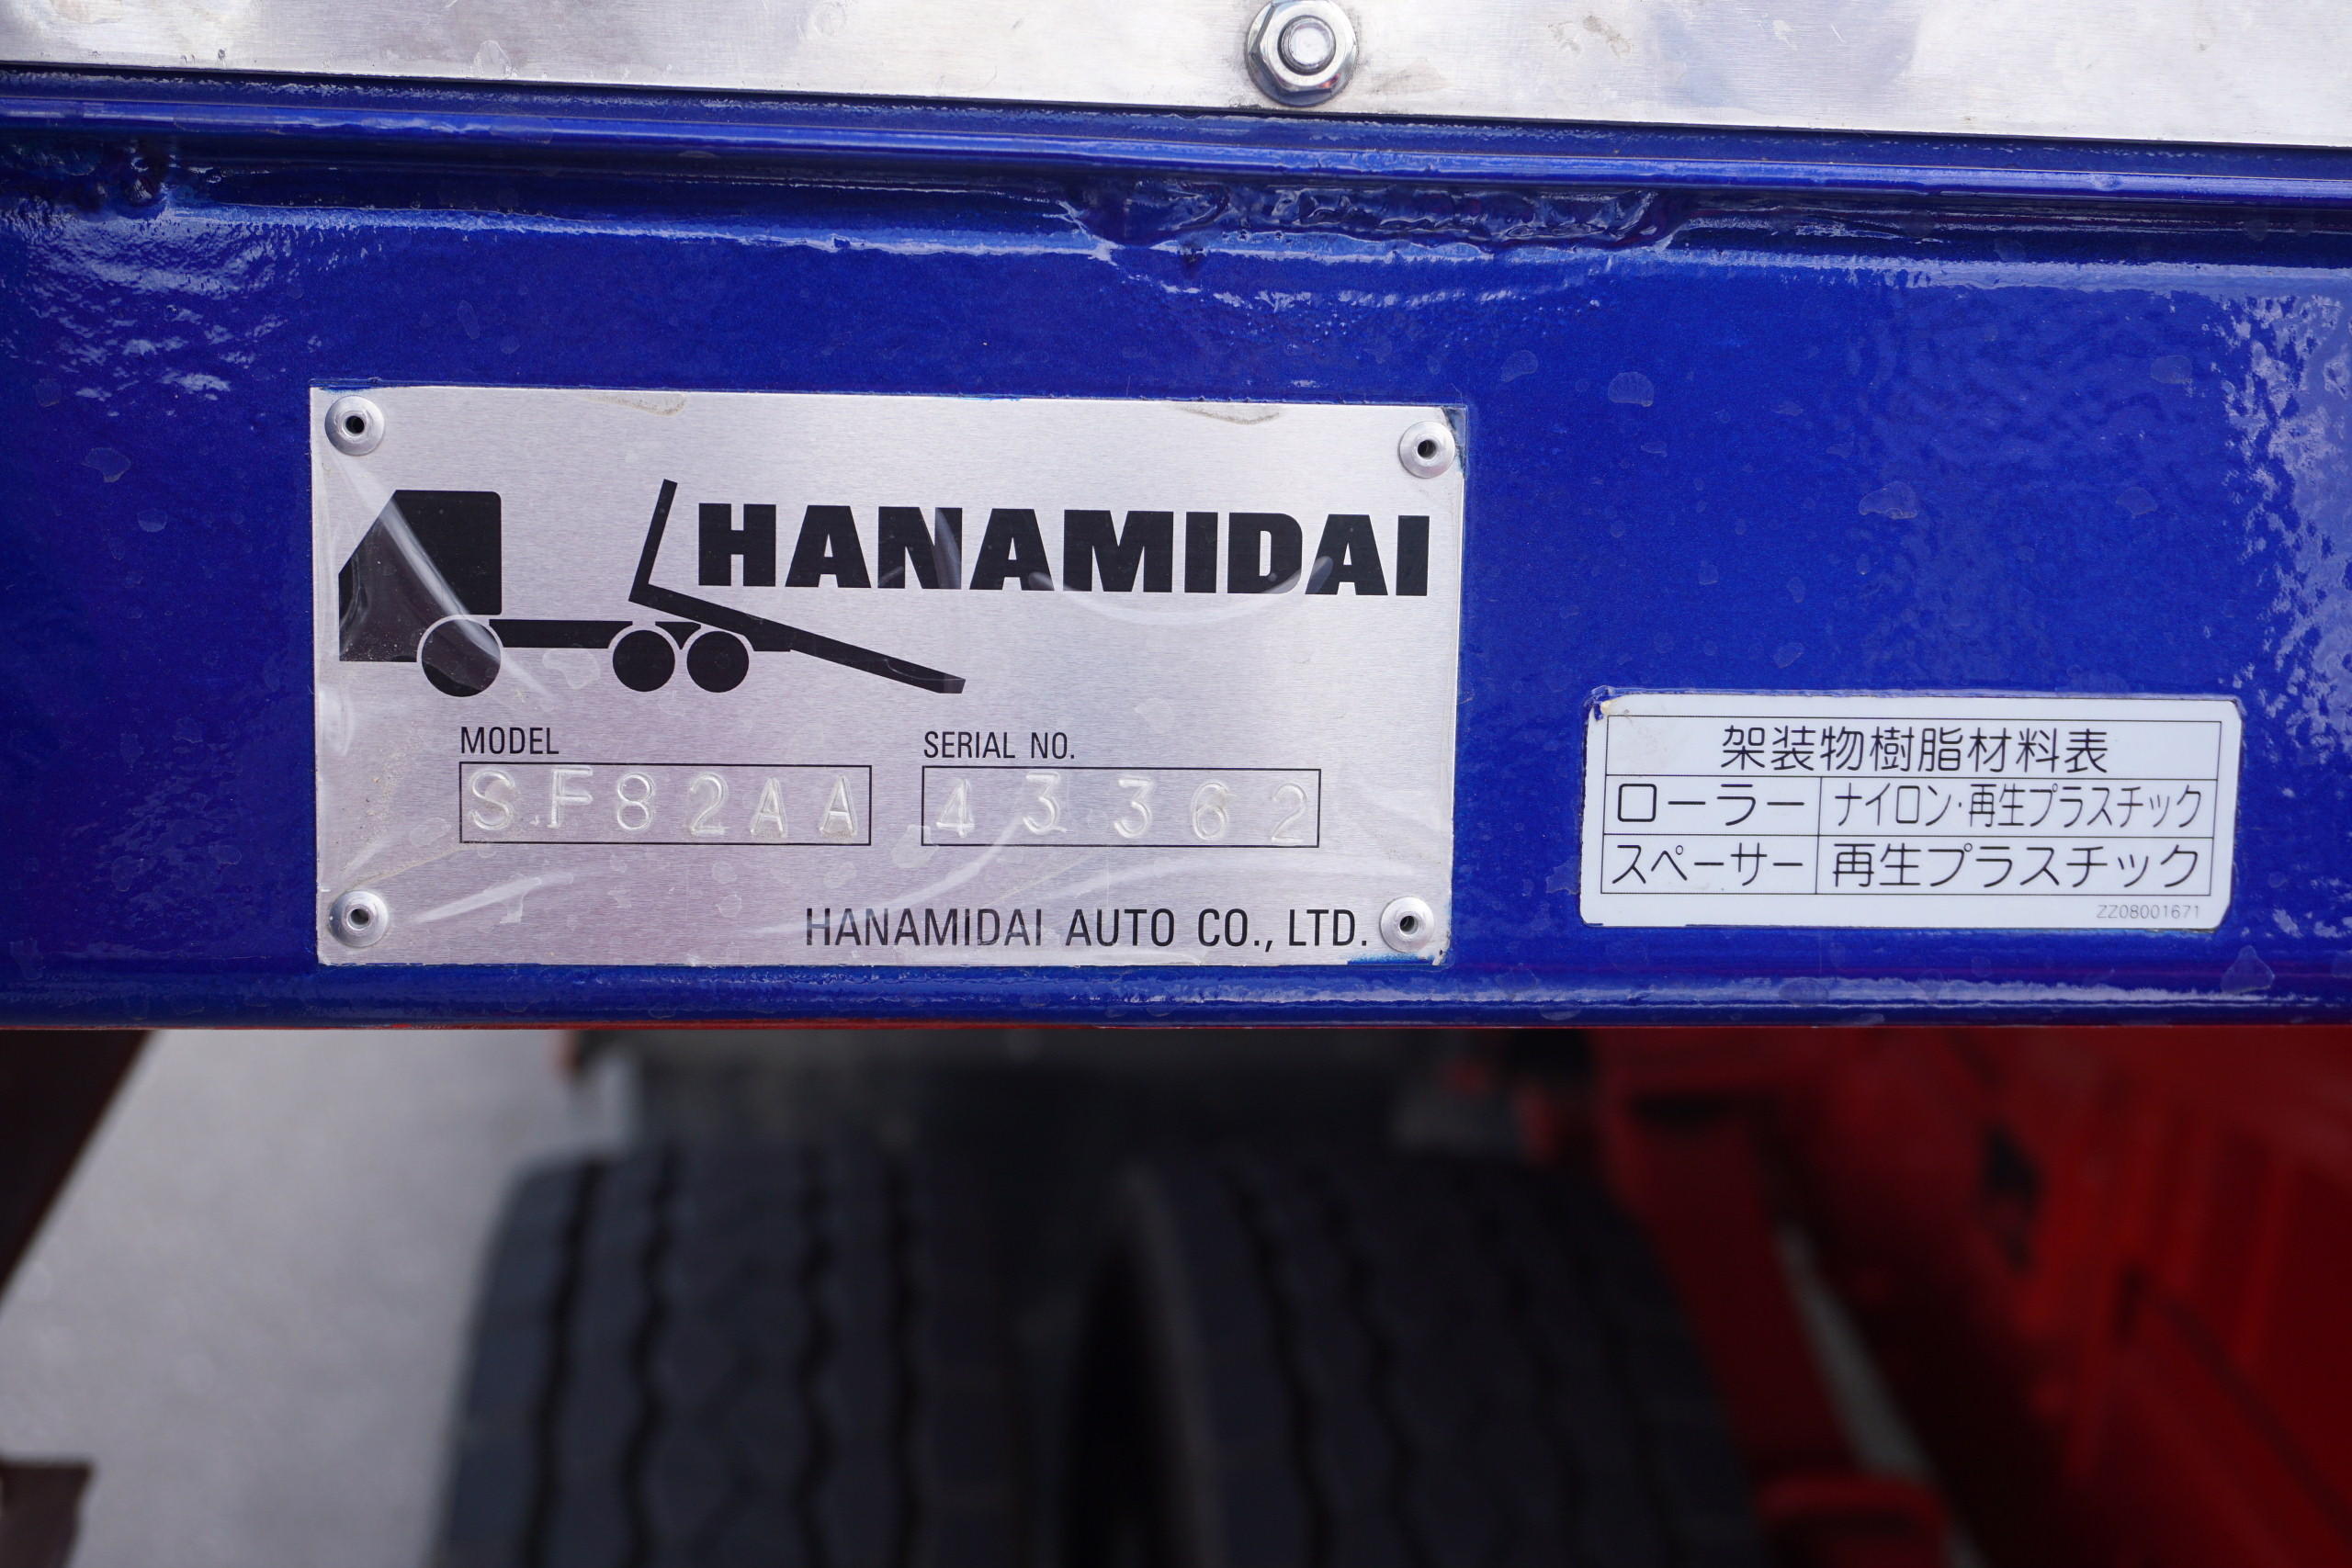 HANAMIDAI
MODEL
SF82AA
SERIAL NO.
43362
HANAMIDAI AUTO CO., LTD.
架装物樹脂材料表
ローラー ナイロン・再生プラスチック
スペーサー 再生プラスチック
ZZ08001671